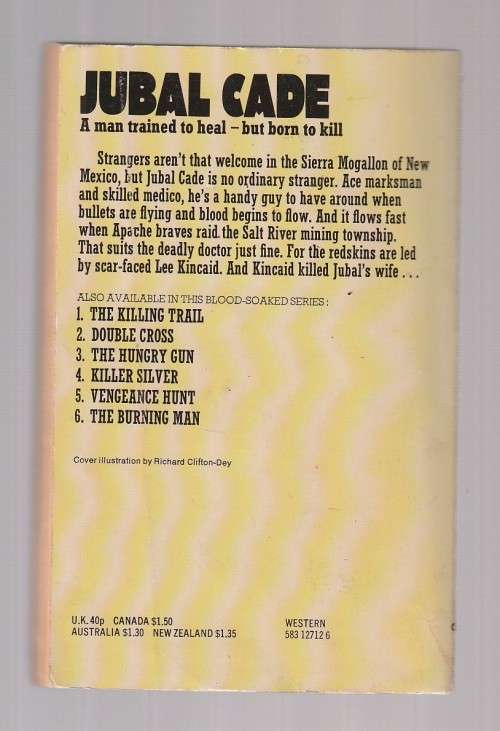 JUBAL CADE
A man trained to heal – but born to kill
Strangers aren't that welcome in the Sierra Mogallon of New
Mexico, but Jubal Cade is no ordinary stranger. Ace marksman
and skilled medico, he's a handy guy to have around when
bullets are flying and blood begins to flow. And it flows fast
when Apache braves raid the Salt River mining township.
That suits the deadly doctor just fine. For the redskins are led
by scar-faced Lee Kincaid. And Kincaid killed Jubal's wife . . .
ALSO AVAILABLE IN THIS BLOOD-SOAKED SERIES:
1. THE KILLING TRAIL
2. DOUBLE CROSS
3. THE HUNGRY GUN
4. KILLER SILVER
5. VENGEANCE HUNT
6. THE BURNING MAN
Cover illustration by Richard Clifton-Dey
U.K. 40p CANADA $1.50
AUSTRALIA $1.30 NEW ZEALAND $1.35
WESTERN
583 12712 6